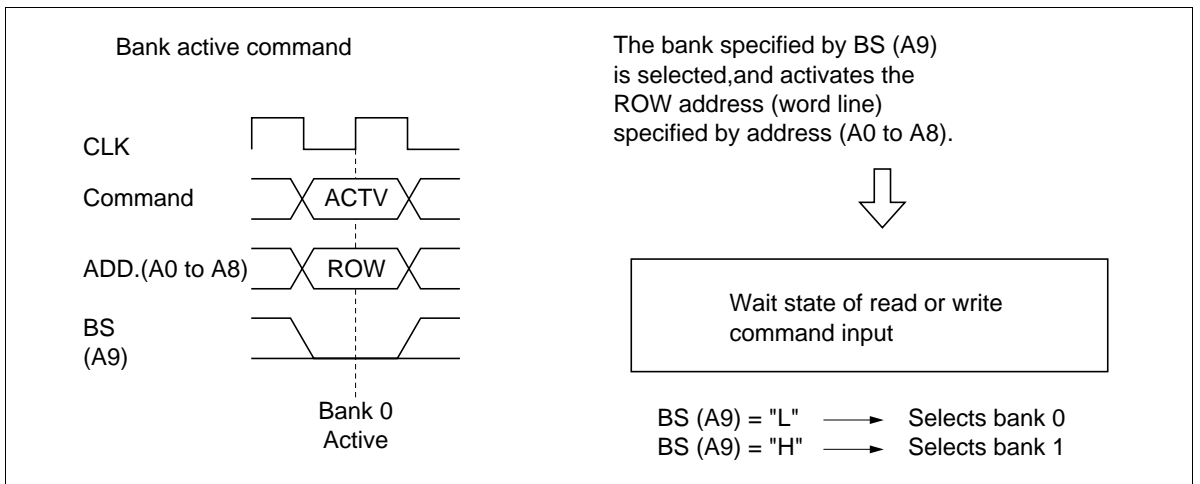 Bank active command
CLK
Command
ACTV
ADD.(A0 to A8)
ROW
BS
(A9)
Bank 0
Active
The bank specified by BS (A9)
is selected,and activates the
ROW address (word line)
specified by address (A0 to A8).
Wait state of read or write
command input
BS (A9) = "L" → Selects bank 0
BS (A9) = "H" → Selects bank 1